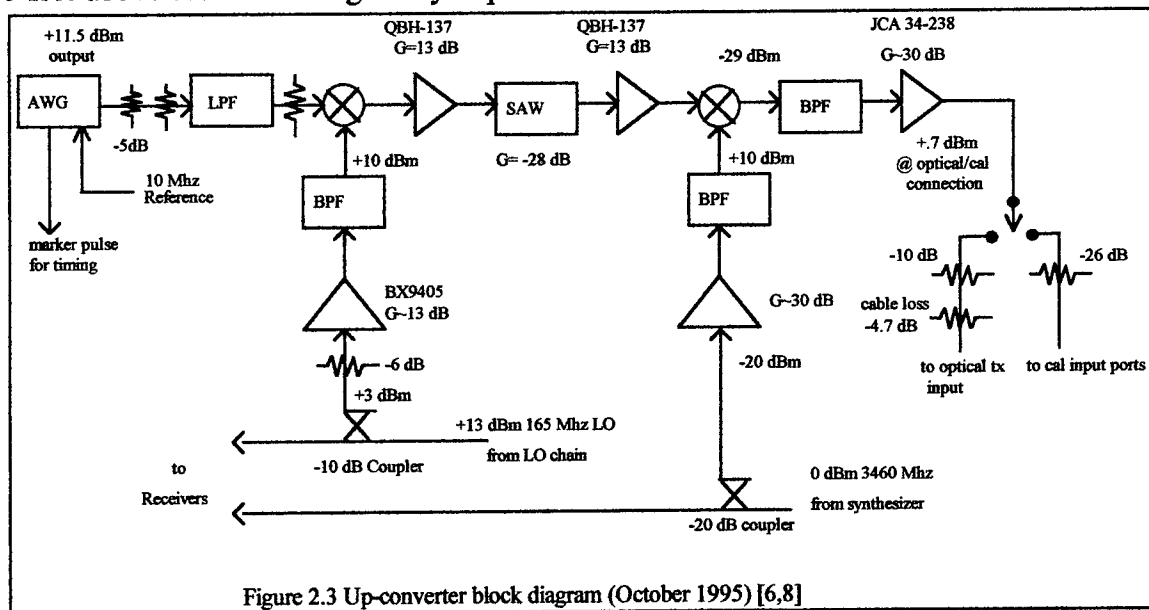 +11.5 dBm
output
AWG
-5dB
LPF
QBH-137
G=13 dB
SAW
G= -28 dB
QBH-137
G=13 dB
-29 dBm
BPF
JCA 34-238
G~30 dB
+.7 dBm
@ optical/cal
connection
10 Mhz
Reference
marker pulse
for timing
+10 dBm
BPF
BX9405
G~13 dB
-6 dB
+3 dBm
+10 dBm
BPF
G~30 dB
-20 dBm
-10 dB
-26 dB
cable loss
-4.7 dB
to optical tx
input
to cal input ports
+13 dBm 165 Mhz LO
from LO chain
-10 dB Coupler
to
Receivers
0 dBm 3460 Mhz
from synthesizer
-20 dB coupler
Figure 2.3 Up-converter block diagram (October 1995) [6,8]